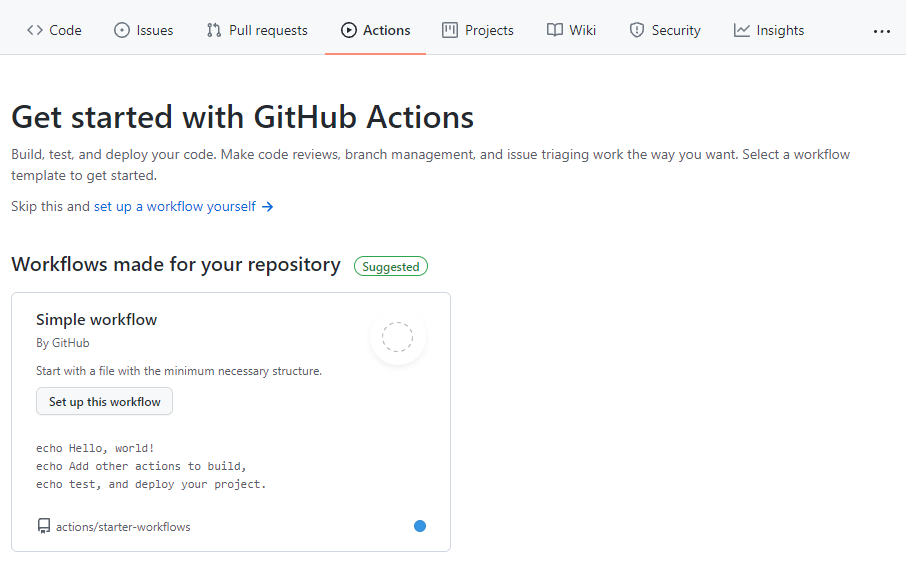 Code Issues Pull requests Actions Projects Wiki Security Insights ...
Get started with GitHub Actions
Build, test, and deploy your code. Make code reviews, branch management, and issue triaging work the way you want. Select a workflow
template to get started.
Skip this and set up a workflow yourself →
Workflows made for your repository Suggested
Simple workflow
By GitHub
Start with a file with the minimum necessary structure.
Set up this workflow
echo Hello, world!
echo Add other actions to build,
echo test, and deploy your project.
actions/starter-workflows